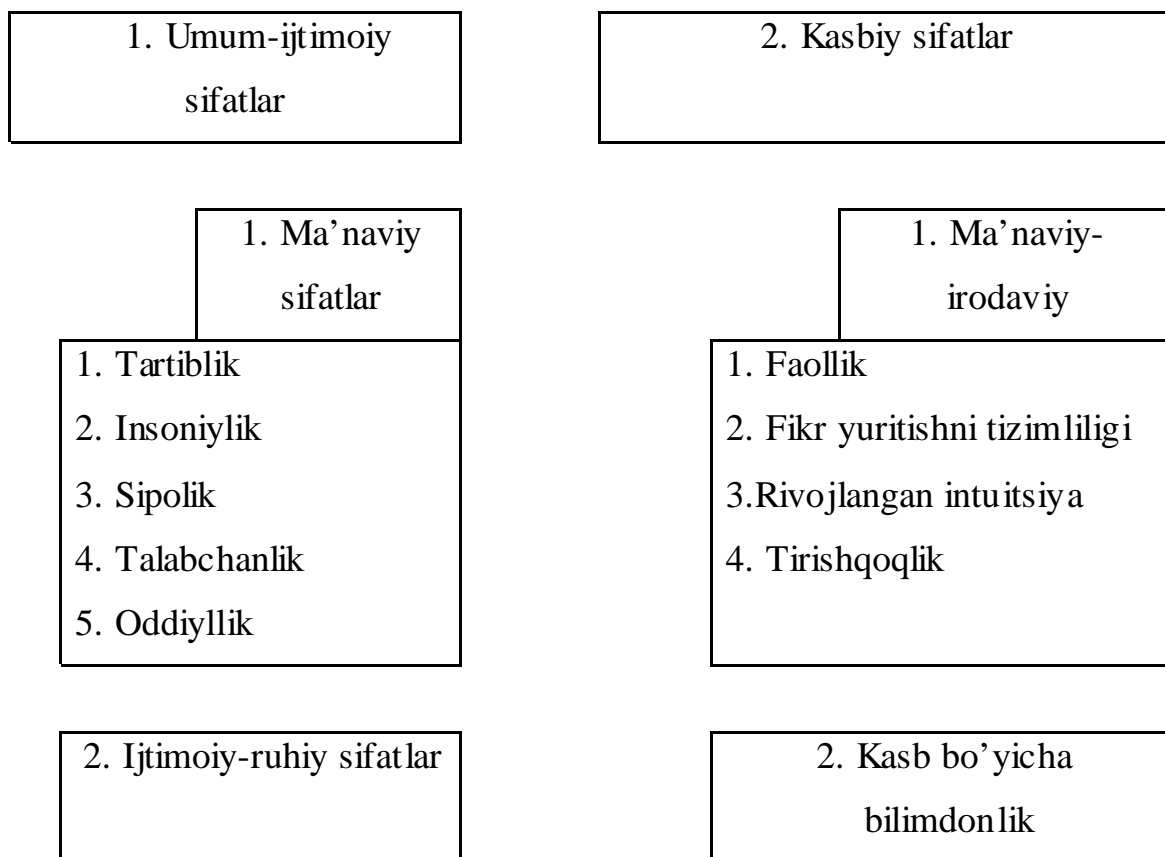 1. Umum-ijtimoiy
sifatlar
2. Kasbiy sifatlar
1. Ma’naviy
sifatlar
1. Ma’naviy-
irodaviy
1. Tartiblik
2. Insoniylik
3. Sipolik
4. Talabchanlik
5. Oddiyllik
1. Faollik
2. Fikr yuritishni tizimliligi
3.Rivojlangan intuitsiya
4. Tirishqoqlik
2. Ijtimoiy-ruhiy sifatlar
2. Kasb bo’yicha
bilimdonlik